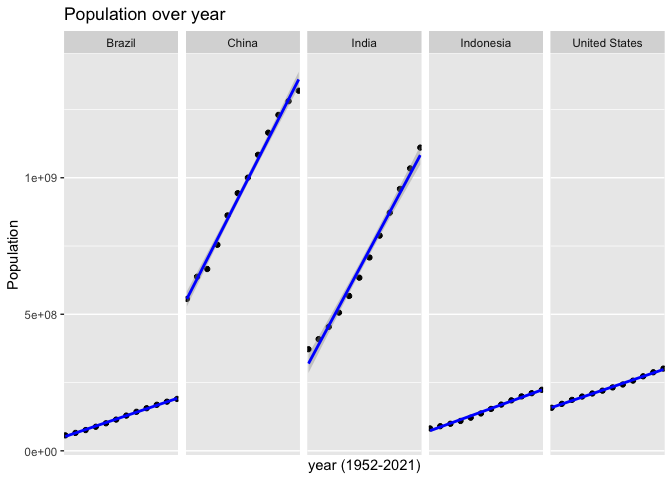 Population over year
Brazil China India Indonesia United States
Population
1e+09
5e+08
0e+00
year (1952-2021)